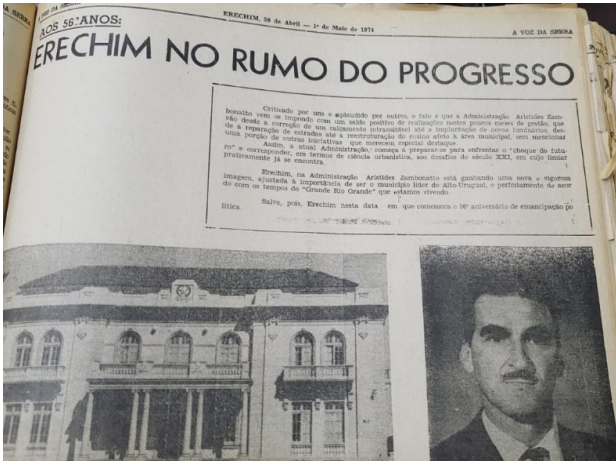 A VOZ DA SERRA
ERECHIM, 28 de Abril — 1º de Maio de 1974
A VOZ DA SERRA
AOS 56.º ANOS:
ERECHIM NO RUMO DO PROGRESSO
Criticado por uns e aplaudido por outros, o fato é que a Administração Aristides Zam-
bonatto vem se impondo com um saldo positivo de realizações nestes poucos meses de gestão, que
vão desde a correção de um calçamento intransitável até a implantação de novas luminárias, des-
de a reparação de estradas até a reestruturação do ensino afeto à área municipal, sem mencionar
uma porção de outras iniciativas que merecem especial destaque.
Assim, a atual Administração começa a preparar-se para enfrentar o "choque do futu-
ro" e corresponder, em termos de ciência urbanística, aos desafios do século XXI, em cujo limiar
praticamente já se encontra.
Erechim, na Administração Aristides Zambonatto está ganhando uma nova e vigorosa
imagem, ajustada à importância de ser o município líder do Alto-Uruguai, e perfeitamente de acor
do com os tempos do "Grande Rio Grande" que estamos vivendo.
Salve, pois, Erechim nesta data em que comemora o 56º aniversário de emancipação po
lítica.